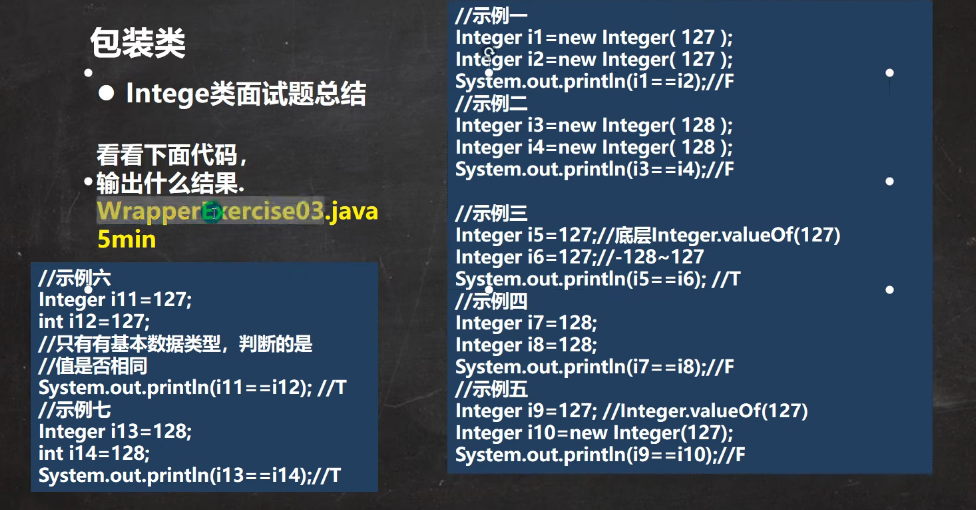 包装类
● Intege类面试题总结
看看下面代码，
输出什么结果.
WrapperExercise03.java
5min
//示例六
Integer i11=127;
int i12=127;
//只有有基本数据类型，判断的是
//值是否相同
System.out.println(i11==i12); //T
//示例七
Integer i13=128;
int i14=128;
System.out.println(i13==i14);//T
//示例一
Integer i1=new Integer( 127 );
Integer i2=new Integer( 127 );
System.out.println(i1==i2);//F
//示例二
Integer i3=new Integer( 128 );
Integer i4=new Integer( 128 );
System.out.println(i3==i4);//F
//示例三
Integer i5=127;//底层Integer.valueOf(127)
Integer i6=127;//-128~127
System.out.println(i5==i6); //T
//示例四
Integer i7=128;
Integer i8=128;
System.out.println(i7==i8);//F
//示例五
Integer i9=127; //Integer.valueOf(127)
Integer i10=new Integer(127);
System.out.println(i9==i10);//F